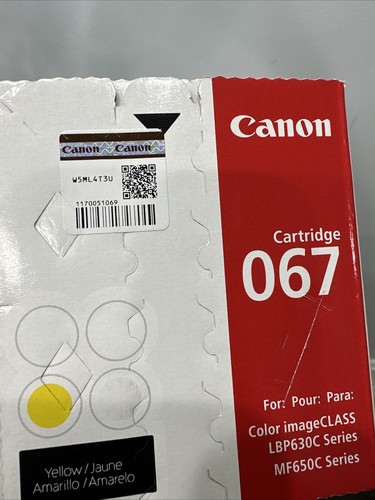 Canon Canon
W5ML4T3U
1170051069
Canon
Cartridge
067
For: Pour: Para:
Color imageCLASS
LBP630C Series
MF650C Series
Yellow / Jaune
Amarillo / Amarelo